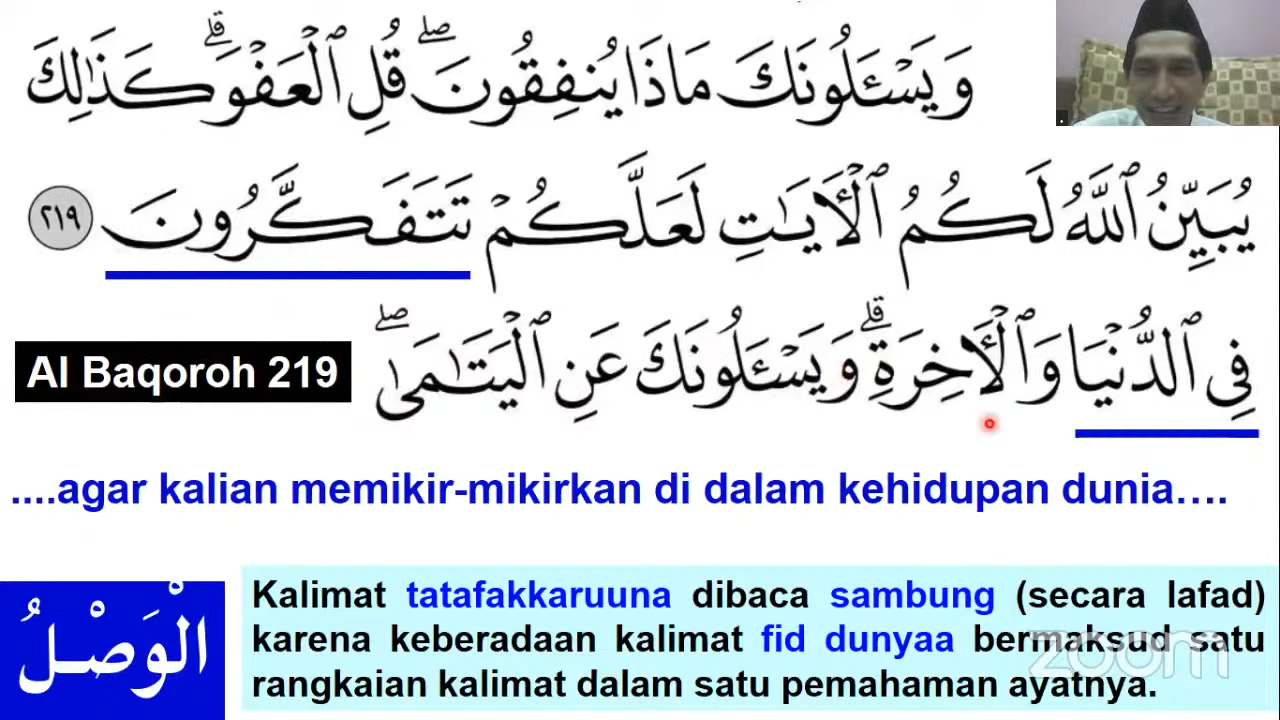 وَيَسْـَٔلُونَكَ مَاذَا يُنفِقُونَۖ قُلِ ٱلْعَفْوَۗ كَذَٰلِكَ
يُبَيِّنُ ٱللَّهُ لَكُمُ ٱلْـَٔايَـٰتِ لَعَلَّكُمْ تَتَفَكَّرُونَ ٢١٩
فِى ٱلدُّنْيَا وَٱلْـَٔاخِرَةِۗ وَيَسْـَٔلُونَكَ عَنِ ٱلْيَتَـٰمَىٰۖ
Al Baqoroh 219
....agar kalian memikir-mikirkan di dalam kehidupan dunia....
الْوَصْلُ
Kalimat tatafakkaruuna dibaca sambung (secara lafad)
karena keberadaan kalimat fid dunyaa bermaksud satu
rangkaian kalimat dalam satu pemahaman ayatnya.
zoom